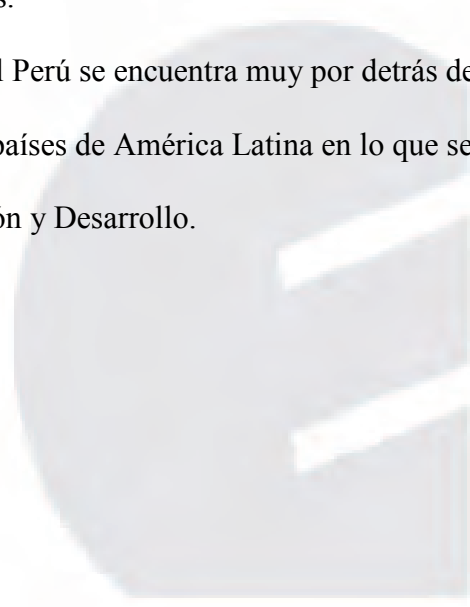 s.
l Perú se encuentra muy por detrás de
países de América Latina en lo que se
ón y Desarrollo.